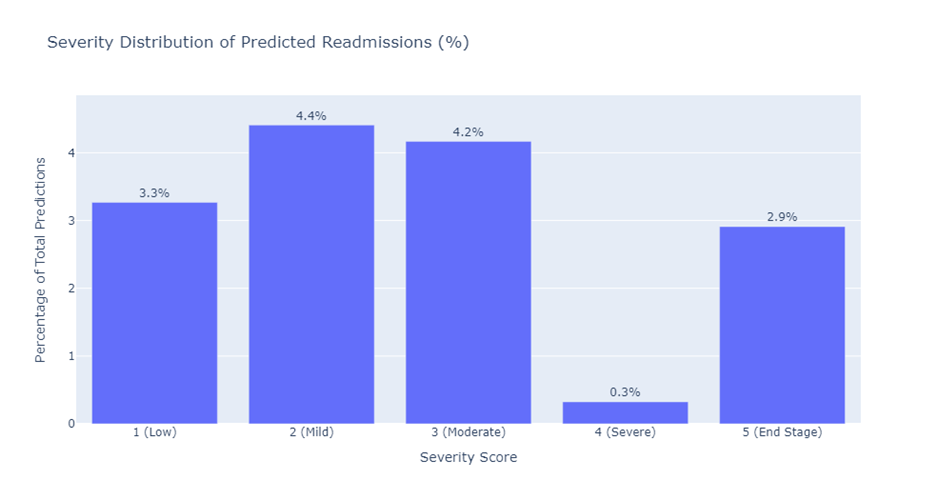 Severity Distribution of Predicted Readmissions (%)
Percentage of Total Predictions
4
3
2
1
0
3.3%
4.4%
4.2%
0.3%
2.9%
1 (Low)
2 (Mild)
3 (Moderate)
4 (Severe)
5 (End Stage)
Severity Score